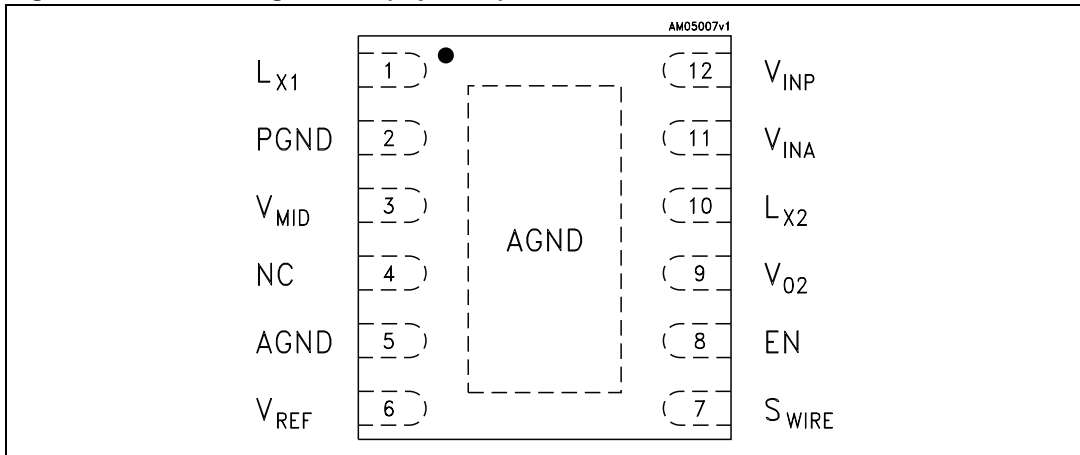 AM05007v1
LX1 1 12 VINP
PGND 2 11 VINA
VMID 3 10 LX2
AGND
NC 4 9 VO2
AGND 5 8 EN
VREF 6 7 SWIRE